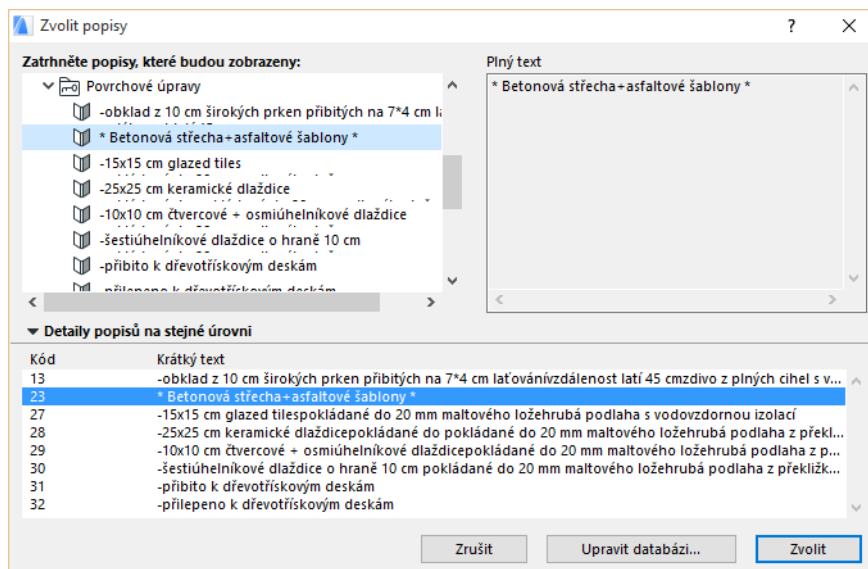 Zvolit popisy
?
Zatrhněte popisy, které budou zobrazeny:
Plný text
Povrchové úpravy
-obklad z 10 cm širokých prken přibitých na 7*4 cm
* Betonová střecha+asfaltové šablony *
-15x15 cm glazed tiles
-25x25 cm keramické dlaždice
-10x10 cm čtvercové + osmiúhelníkové dlaždice
-šestiúhelníkové dlaždice o hraně 10 cm
-přibito k dřevotřískovým deskám
-přilepeno k dřevotřískovým deskám
* Betonová střecha+asfaltové šablony *
Detaily popisů na stejné úrovni
Kód Krátký text
13 -obklad z 10 cm širokých prken přibitých na 7*4 cm laťovánívzdálenost latí 45 cmzdivo z plných cihel s v...
23 * Betonová střecha+asfaltové šablony *
27 -15x15 cm glazed tilespokládané do 20 mm maltového ložehrubá podlaha s vodovzdornou izolací
28 -25x25 cm keramické dlaždicepokládané do pokládané do 20 mm maltového ložehrubá podlaha z překl...
29 -10x10 cm čtvercové + osmiúhelníkové dlaždicepokládané do 20 mm maltového ložehrubá podlaha z p...
30 -šestiúhelníkové dlaždice o hraně 10 cm pokládané do 20 mm maltového ložehrubá podlaha z překližk...
31 -přibito k dřevotřískovým deskám
32 -přilepeno k dřevotřískovým deskám
Zrušit
Upravit databázi...
Zvolit